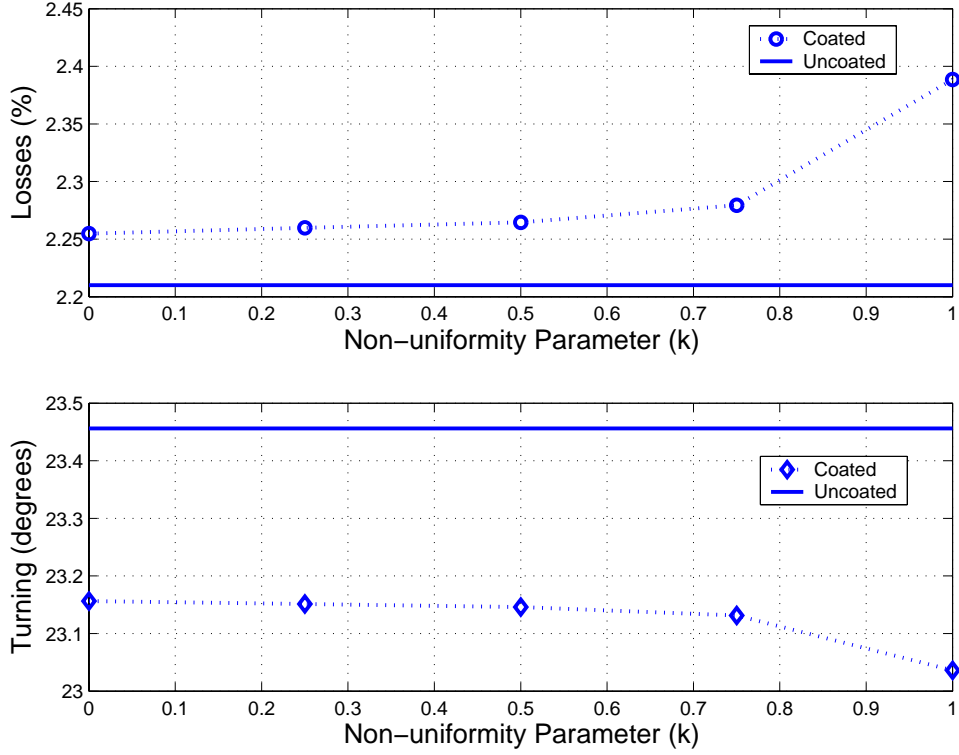 2.45
2.4
2.35
2.3
2.25
2.2
Losses (%)
Coated
Uncoated
0 0.1 0.2 0.3 0.4 0.5 0.6 0.7 0.8 0.9 1
Non−uniformity Parameter (k)
23.5
23.4
23.3
23.2
23.1
23
Turning (degrees)
Coated
Uncoated
0 0.1 0.2 0.3 0.4 0.5 0.6 0.7 0.8 0.9 1
Non−uniformity Parameter (k)